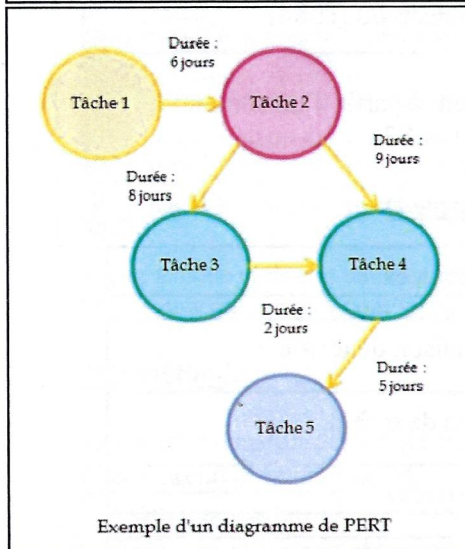 Durée :
6 jours
Tâche 1
Tâche 2
Durée :
9 jours
Durée :
8 jours
Tâche 3
Tâche 4
Durée :
2 jours
Durée :
5 jours
Tâche 5
Exemple d'un diagramme de PERT